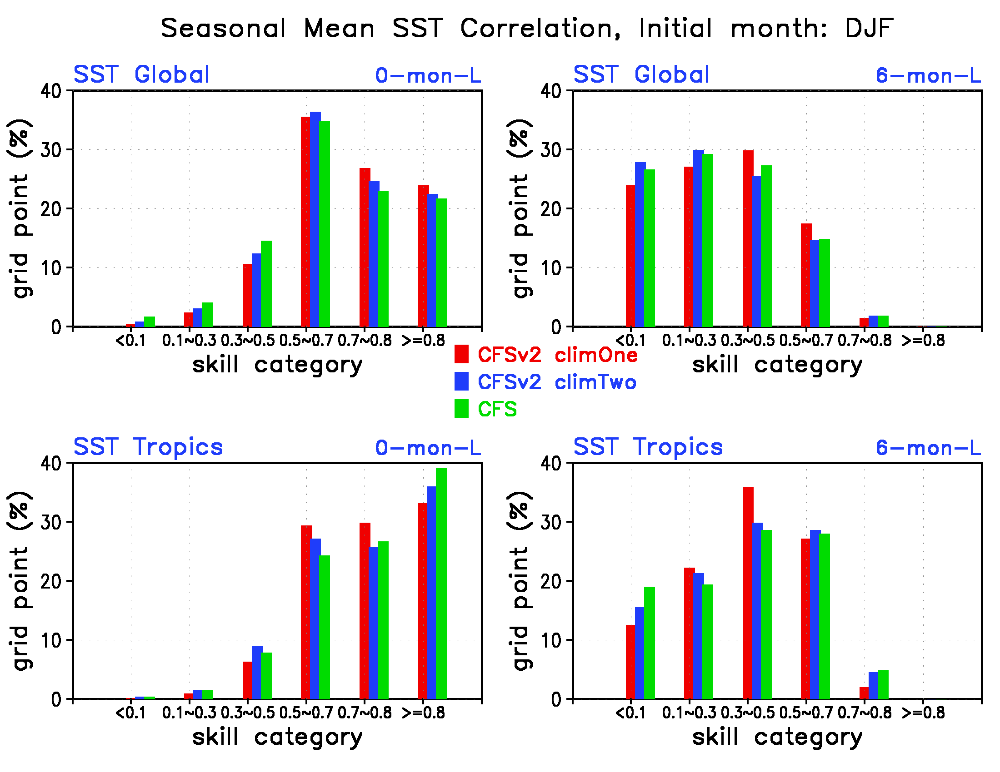 Seasonal Mean SST Correlation, Initial month: DJF
SST Global 0-mon-L
grid point (%)
40
30
20
10
0
<0.1 0.1~0.3 0.3~0.5 0.5~0.7 0.7~0.8 >=0.8
skill category
SST Global 6-mon-L
grid point (%)
40
30
20
10
0
<0.1 0.1~0.3 0.3~0.5 0.5~0.7 0.7~0.8 >=0.8
skill category
CFSv2 climOne
CFSv2 climTwo
CFS
SST Tropics 0-mon-L
grid point (%)
40
30
20
10
0
<0.1 0.1~0.3 0.3~0.5 0.5~0.7 0.7~0.8 >=0.8
skill category
SST Tropics 6-mon-L
grid point (%)
40
30
20
10
0
<0.1 0.1~0.3 0.3~0.5 0.5~0.7 0.7~0.8 >=0.8
skill category